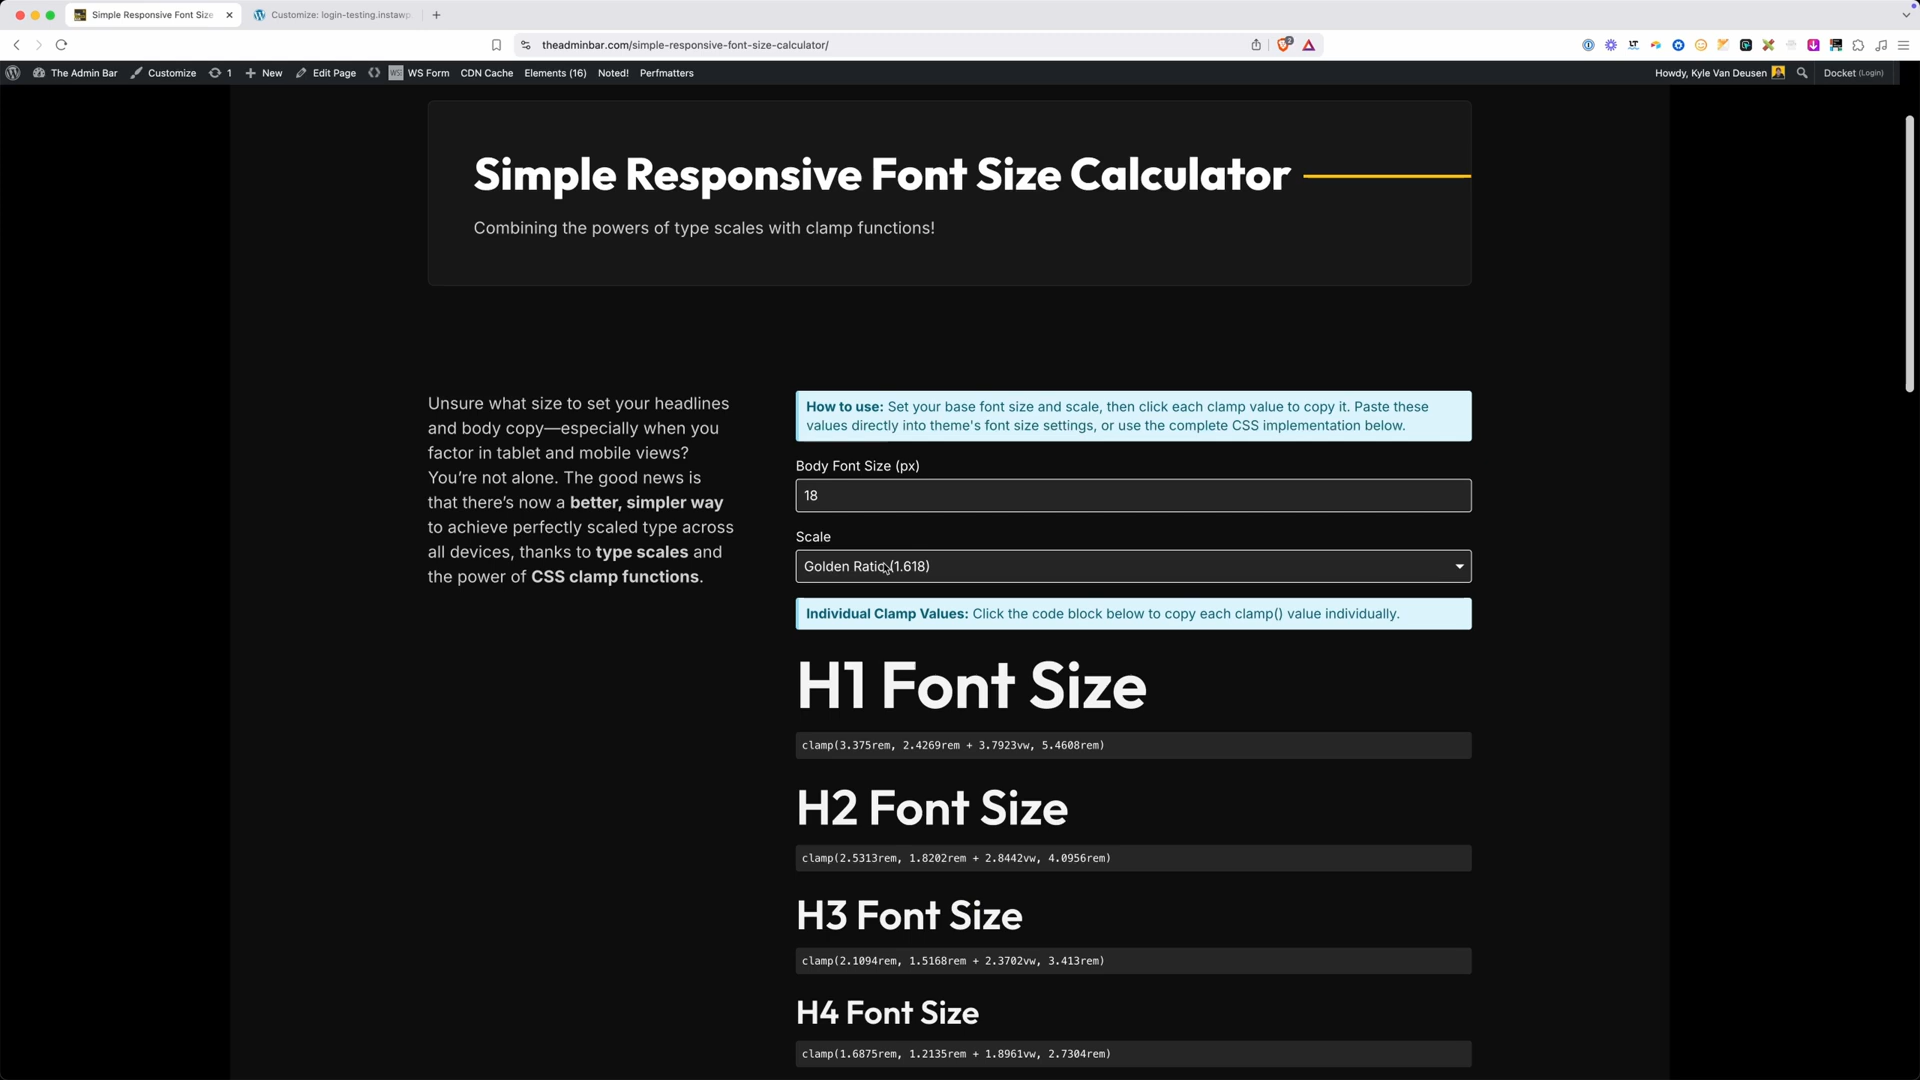 Simple Responsive Font Size
Customize: login-testing.instawp
theadminbar.com/simple-responsive-font-size-calculator/
The Admin Bar
Customize
1
New
Edit Page
WS Form
CDN Cache
Elements (16)
Noted!
Perfmatters
Howdy, Kyle Van Deusen
Docket (Login)
Simple Responsive Font Size Calculator
Combining the powers of type scales with clamp functions!
Unsure what size to set your headlines
and body copy—especially when you
factor in tablet and mobile views?
You’re not alone. The good news is
that there’s now a better, simpler way
to achieve perfectly scaled type across
all devices, thanks to type scales and
the power of CSS clamp functions.
How to use: Set your base font size and scale, then click each clamp value to copy it. Paste these
values directly into theme's font size settings, or use the complete CSS implementation below.
Body Font Size (px)
18
Scale
Golden Ratio (1.618)
Individual Clamp Values: Click the code block below to copy each clamp() value individually.
H1 Font Size
clamp(3.375rem, 2.4269rem + 3.7923vw, 5.4608rem)
H2 Font Size
clamp(2.5313rem, 1.8202rem + 2.8442vw, 4.0956rem)
H3 Font Size
clamp(2.1094rem, 1.5168rem + 2.3702vw, 3.413rem)
H4 Font Size
clamp(1.6875rem, 1.2135rem + 1.8961vw, 2.7304rem)